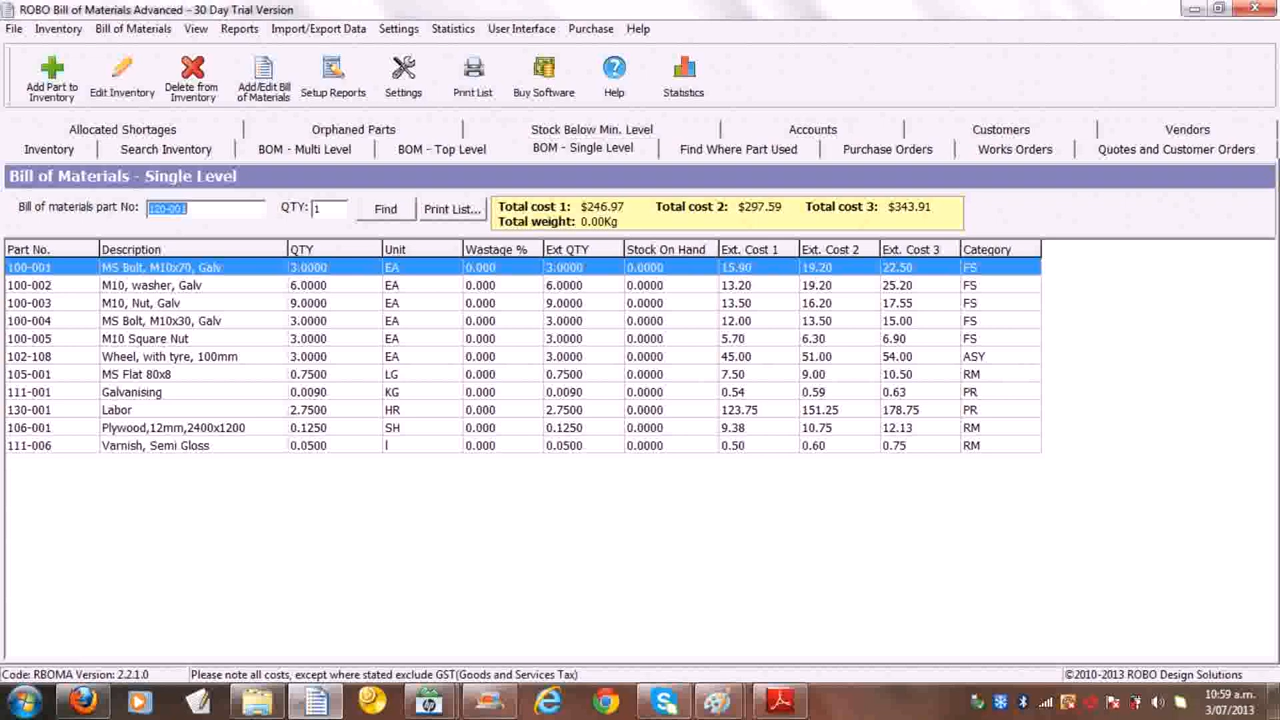 ROBO Bill of Materials Advanced - 30 Day Trial Version
File Inventory Bill of Materials View Reports Import/Export Data Settings Statistics User Interface Purchase Help
Add Part to Inventory Edit Inventory Delete from Inventory Add/Edit Bill of Materials Setup Reports Settings Print List Buy Software Help Statistics
Allocated Shortages Orphaned Parts Stock Below Min. Level Accounts Customers Vendors
Inventory Search Inventory BOM - Multi Level BOM - Top Level BOM - Single Level Find Where Part Used Purchase Orders Works Orders Quotes and Customer Orders
Bill of Materials - Single Level
Bill of materials part No: 120-001 QTY: 1 Find Print List... Total cost 1: $246.97 Total cost 2: $297.59 Total cost 3: $343.91
Total weight: 0.00Kg
Part No. Description QTY Unit Wastage % Ext QTY Stock On Hand Ext. Cost 1 Ext. Cost 2 Ext. Cost 3 Category
100-001 MS Bolt, M10x70, Galv 3.0000 EA 0.000 3.0000 0.0000 15.90 19.20 22.50 FS
100-002 M10, washer, Galv 6.0000 EA 0.000 6.0000 0.0000 13.20 19.20 25.20 FS
100-003 M10, Nut, Galv 9.0000 EA 0.000 9.0000 0.0000 13.50 16.20 17.55 FS
100-004 MS Bolt, M10x30, Galv 3.0000 EA 0.000 3.0000 0.0000 12.00 13.50 15.00 FS
100-005 M10 Square Nut 3.0000 EA 0.000 3.0000 0.0000 5.70 6.30 6.90 FS
102-108 Wheel, with tyre, 100mm 3.0000 EA 0.000 3.0000 0.0000 45.00 51.00 54.00 ASY
105-001 MS Flat 80x8 0.7500 LG 0.000 0.7500 0.0000 7.50 9.00 10.50 RM
111-001 Galvanising 0.0090 KG 0.000 0.0090 0.0000 0.54 0.59 0.63 PR
130-001 Labor 2.7500 HR 0.000 2.7500 0.0000 123.75 151.25 178.75 PR
106-001 Plywood,12mm,2400x1200 0.1250 SH 0.000 0.1250 0.0000 9.38 10.75 12.13 RM
111-006 Varnish, Semi Gloss 0.0500 l 0.000 0.0500 0.0000 0.50 0.60 0.75 RM
Code: RBOMA Version: 2.2.1.0 Please note all costs, except where stated exclude GST(Goods and Services Tax) ©2010-2013 ROBO Design Solutions
10:59 a.m.
3/07/2013